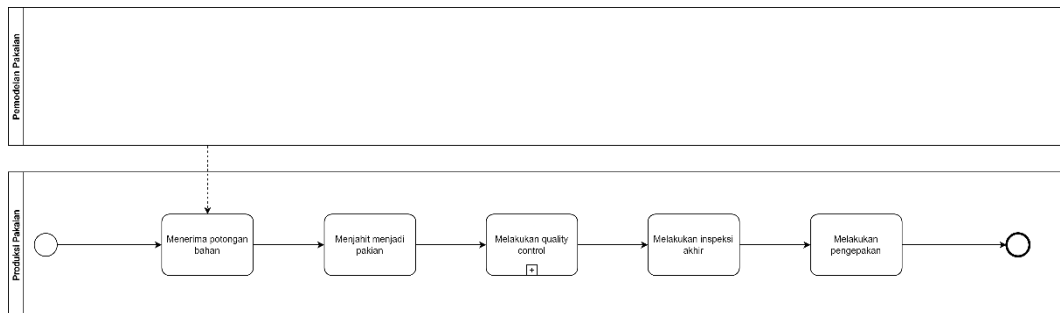 Pemodelan Pakaian
Produksi Pakaian
Menerima potongan
bahan
Menjahit menjadi
pakian
Melakukan quality
control
Melakukan inspeksi
akhir
Melakukan
pengepakan